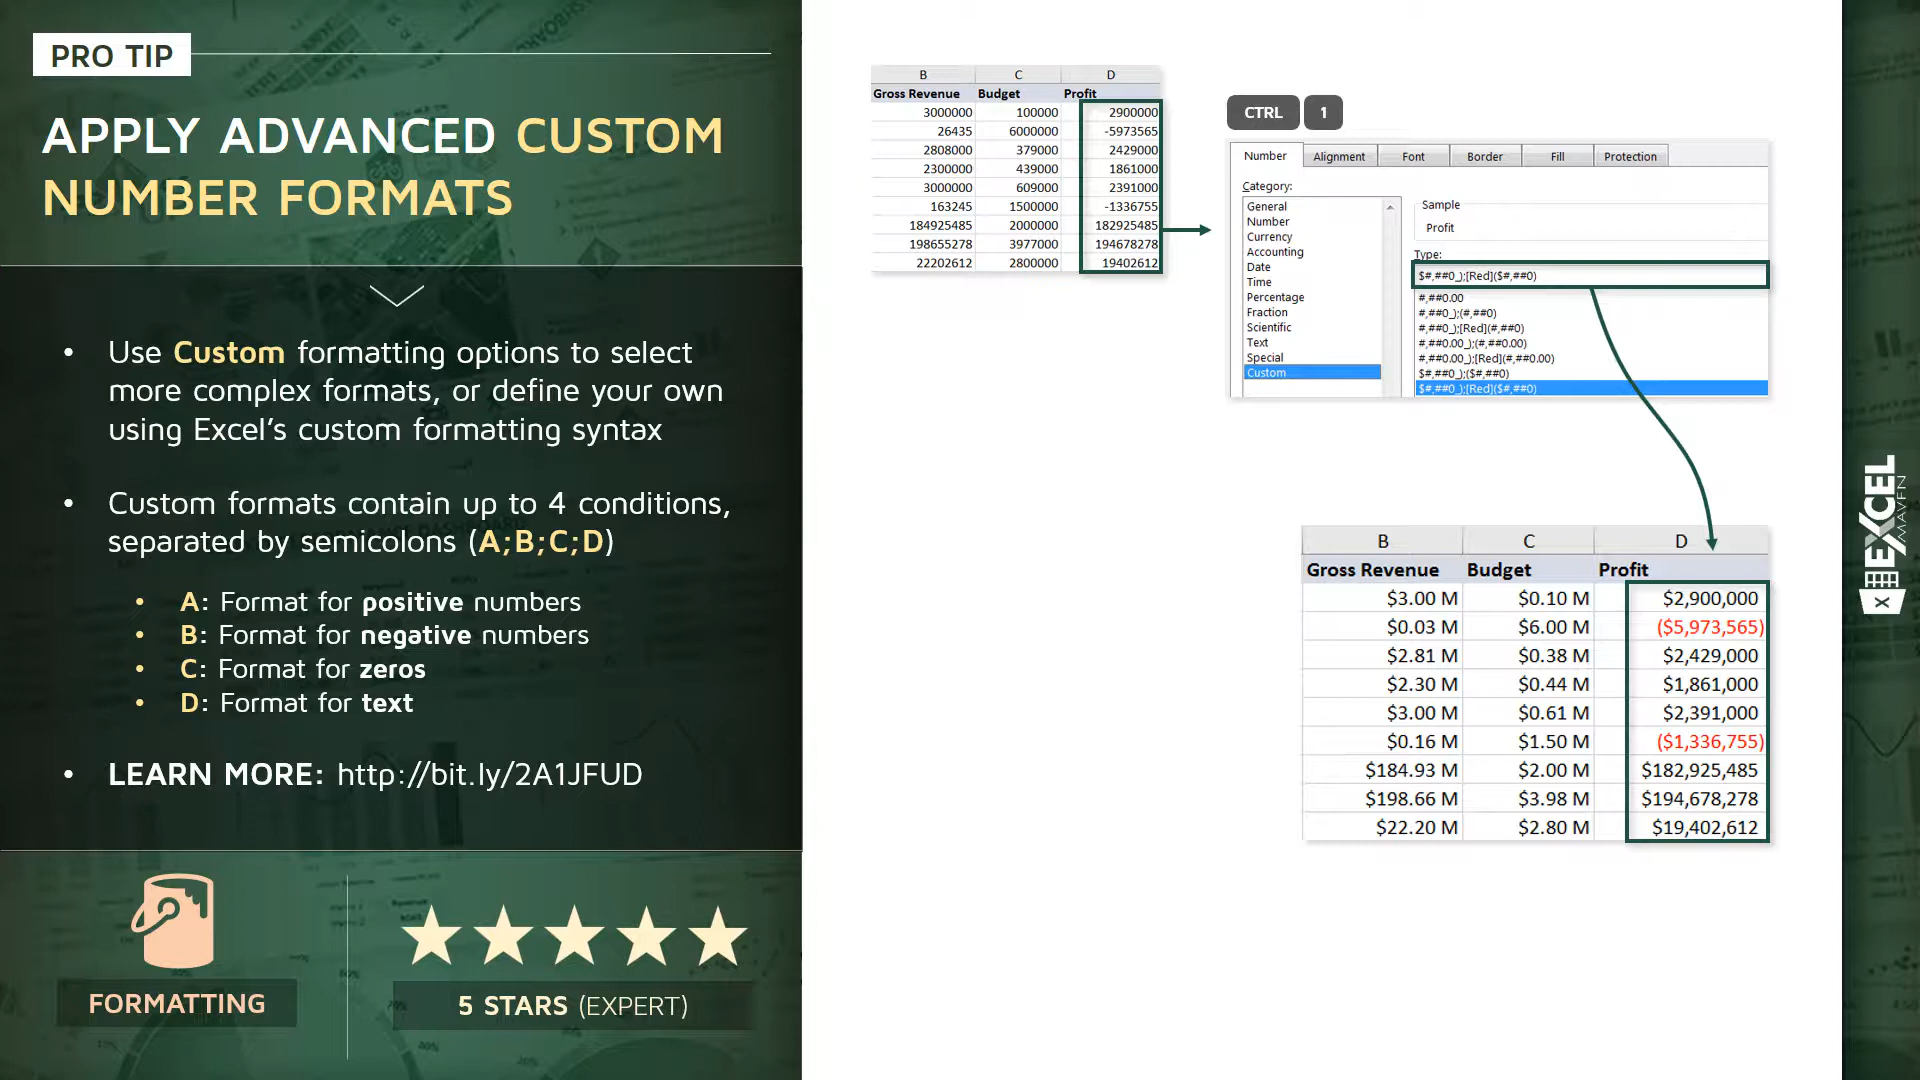 PRO TIP
APPLY ADVANCED CUSTOM
NUMBER FORMATS
• Use Custom formatting options to select
more complex formats, or define your own
using Excel’s custom formatting syntax
• Custom formats contain up to 4 conditions,
separated by semicolons (A;B;C;D)
• A: Format for positive numbers
• B: Format for negative numbers
• C: Format for zeros
• D: Format for text
• LEARN MORE: http://bit.ly/2A1JFUD
FORMATTING
5 STARS (EXPERT)
B C D
Gross Revenue Budget Profit
3000000 100000 2900000
26435 6000000 -5973565
2808000 379000 2429000
2300000 439000 1861000
3000000 609000 2391000
163245 1500000 -1336755
184925485 2000000 182925485
198655278 3977000 194678278
22202612 2800000 19402612
CTRL 1
Number Alignment Font Border Fill Protection
Category:
General
Number
Currency
Accounting
Date
Time
Percentage
Fraction
Scientific
Text
Special
Custom
Sample
Profit
Type:
$#,##0_);[Red]($#,##0)
#,##0.00
#,##0_);(#,##0)
#,##0_);[Red](#,##0)
#,##0.00_);(#,##0.00)
#,##0.00_);[Red](#,##0.00)
$#,##0_);($#,##0)
$#,##0_);[Red]($#,##0)
B C D
Gross Revenue Budget Profit
$3.00 M $0.10 M $2,900,000
$0.03 M $6.00 M ($5,973,565)
$2.81 M $0.38 M $2,429,000
$2.30 M $0.44 M $1,861,000
$3.00 M $0.61 M $2,391,000
$0.16 M $1.50 M ($1,336,755)
$184.93 M $2.00 M $182,925,485
$198.66 M $3.98 M $194,678,278
$22.20 M $2.80 M $19,402,612
EXCEL
MAVEN
X